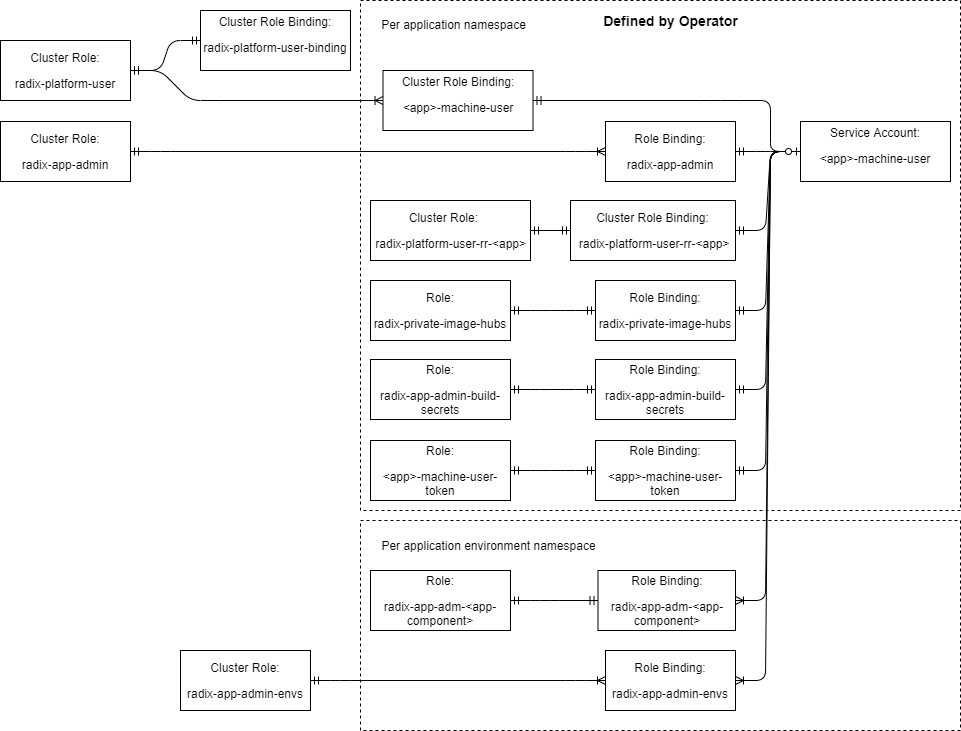 Cluster Role Binding:
radix-platform-user-binding
Per application namespace
Defined by Operator
Cluster Role:
radix-platform-user
Cluster Role Binding:
<app>-machine-user
Cluster Role:
radix-app-admin
Role Binding:
radix-app-admin
Service Account:
<app>-machine-user
Cluster Role:
radix-platform-user-rr-<app>
Cluster Role Binding:
radix-platform-user-rr-<app>
Role:
radix-private-image-hubs
Role Binding:
radix-private-image-hubs
Role:
radix-app-admin-build-
secrets
Role Binding:
radix-app-admin-build-
secrets
Role:
<app>-machine-user-
token
Role Binding:
<app>-machine-user-
token
Per application environment namespace
Role:
radix-app-adm-<app-
component>
Role Binding:
radix-app-adm-<app-
component>
Cluster Role:
radix-app-admin-envs
Role Binding:
radix-app-admin-envs